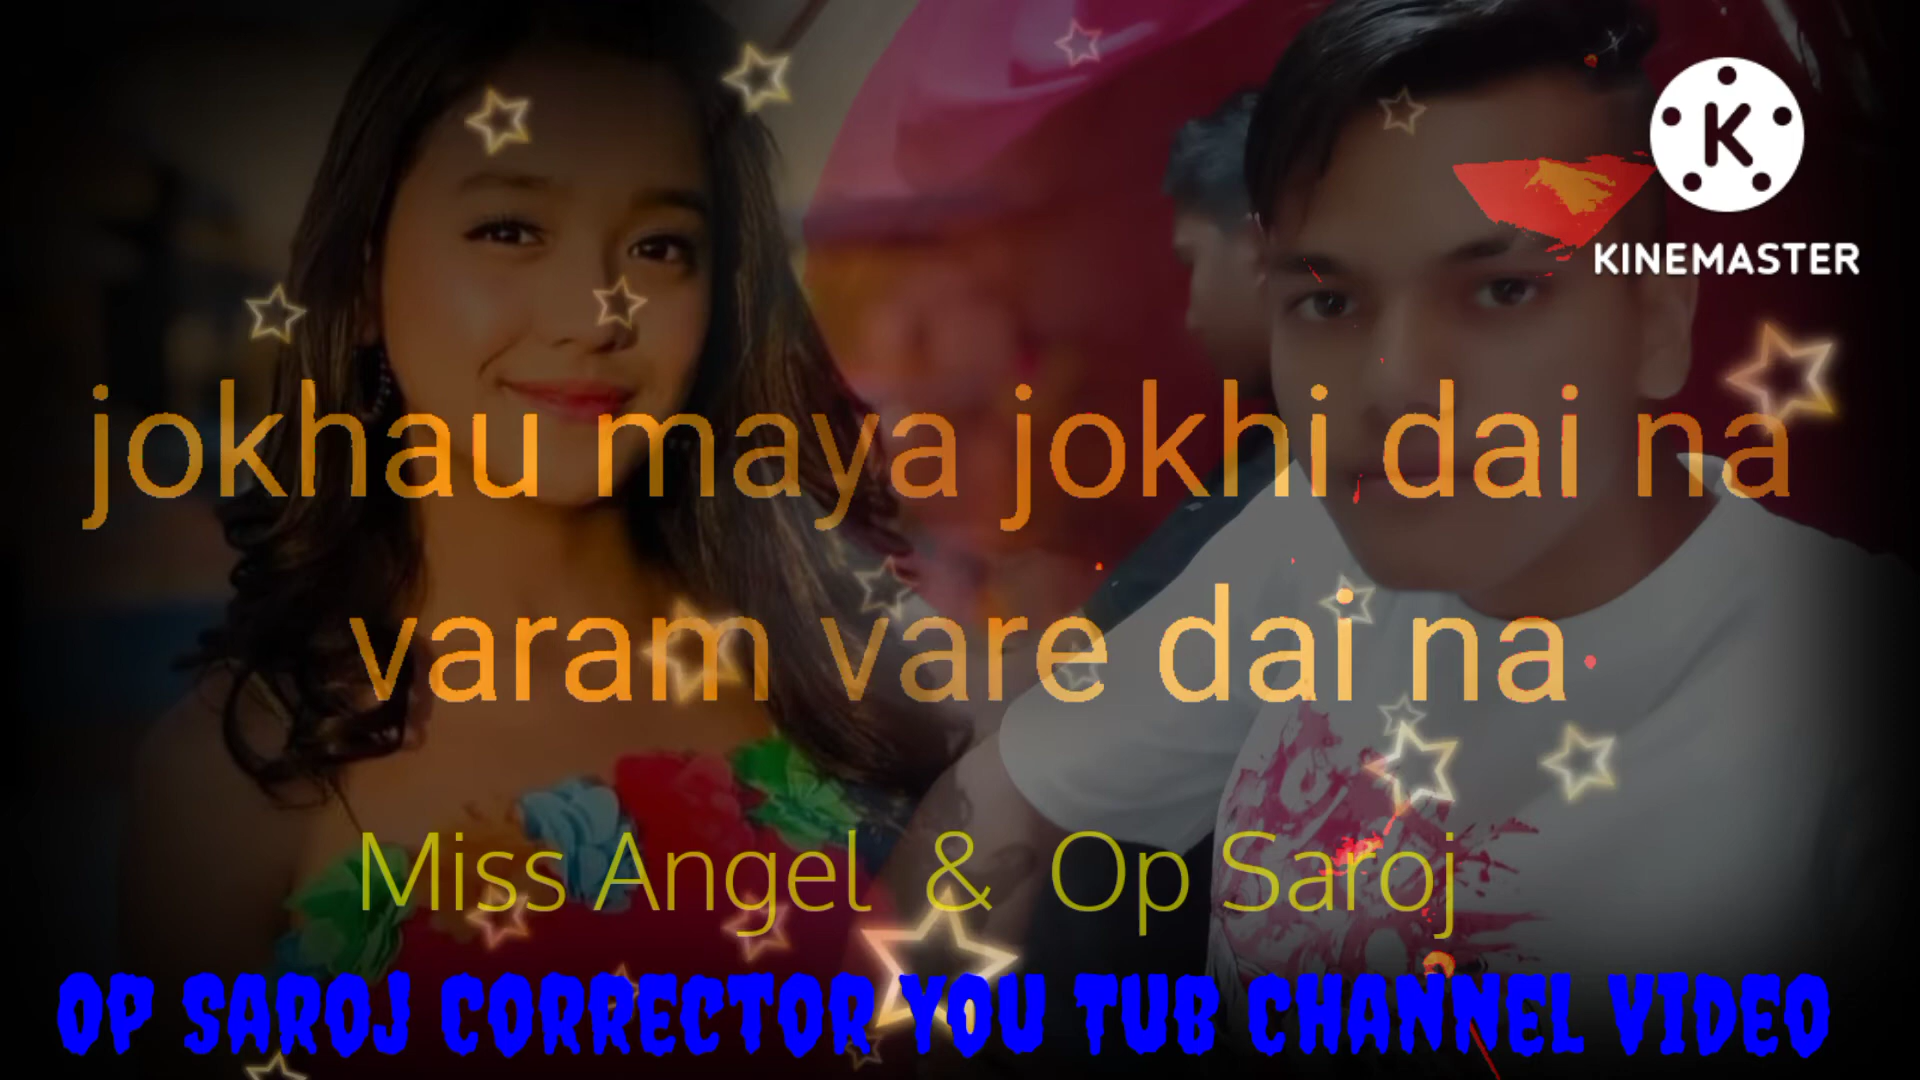 KINEMASTER
jokhau maya jokhi dai na
varam vare dai na
Miss Angel & Op Saroj
OP SAROJ CORRECTOR YOU TUB CHANNEL VIDEO